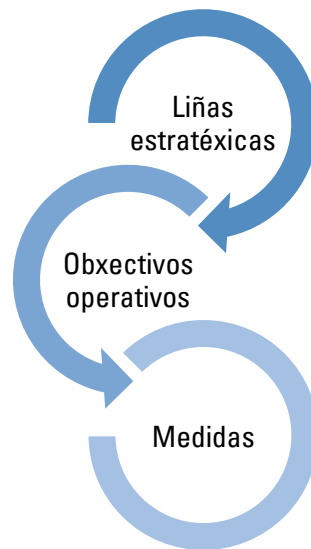 Liñas
estratéxicas
Obxectivos
operativos
Medidas